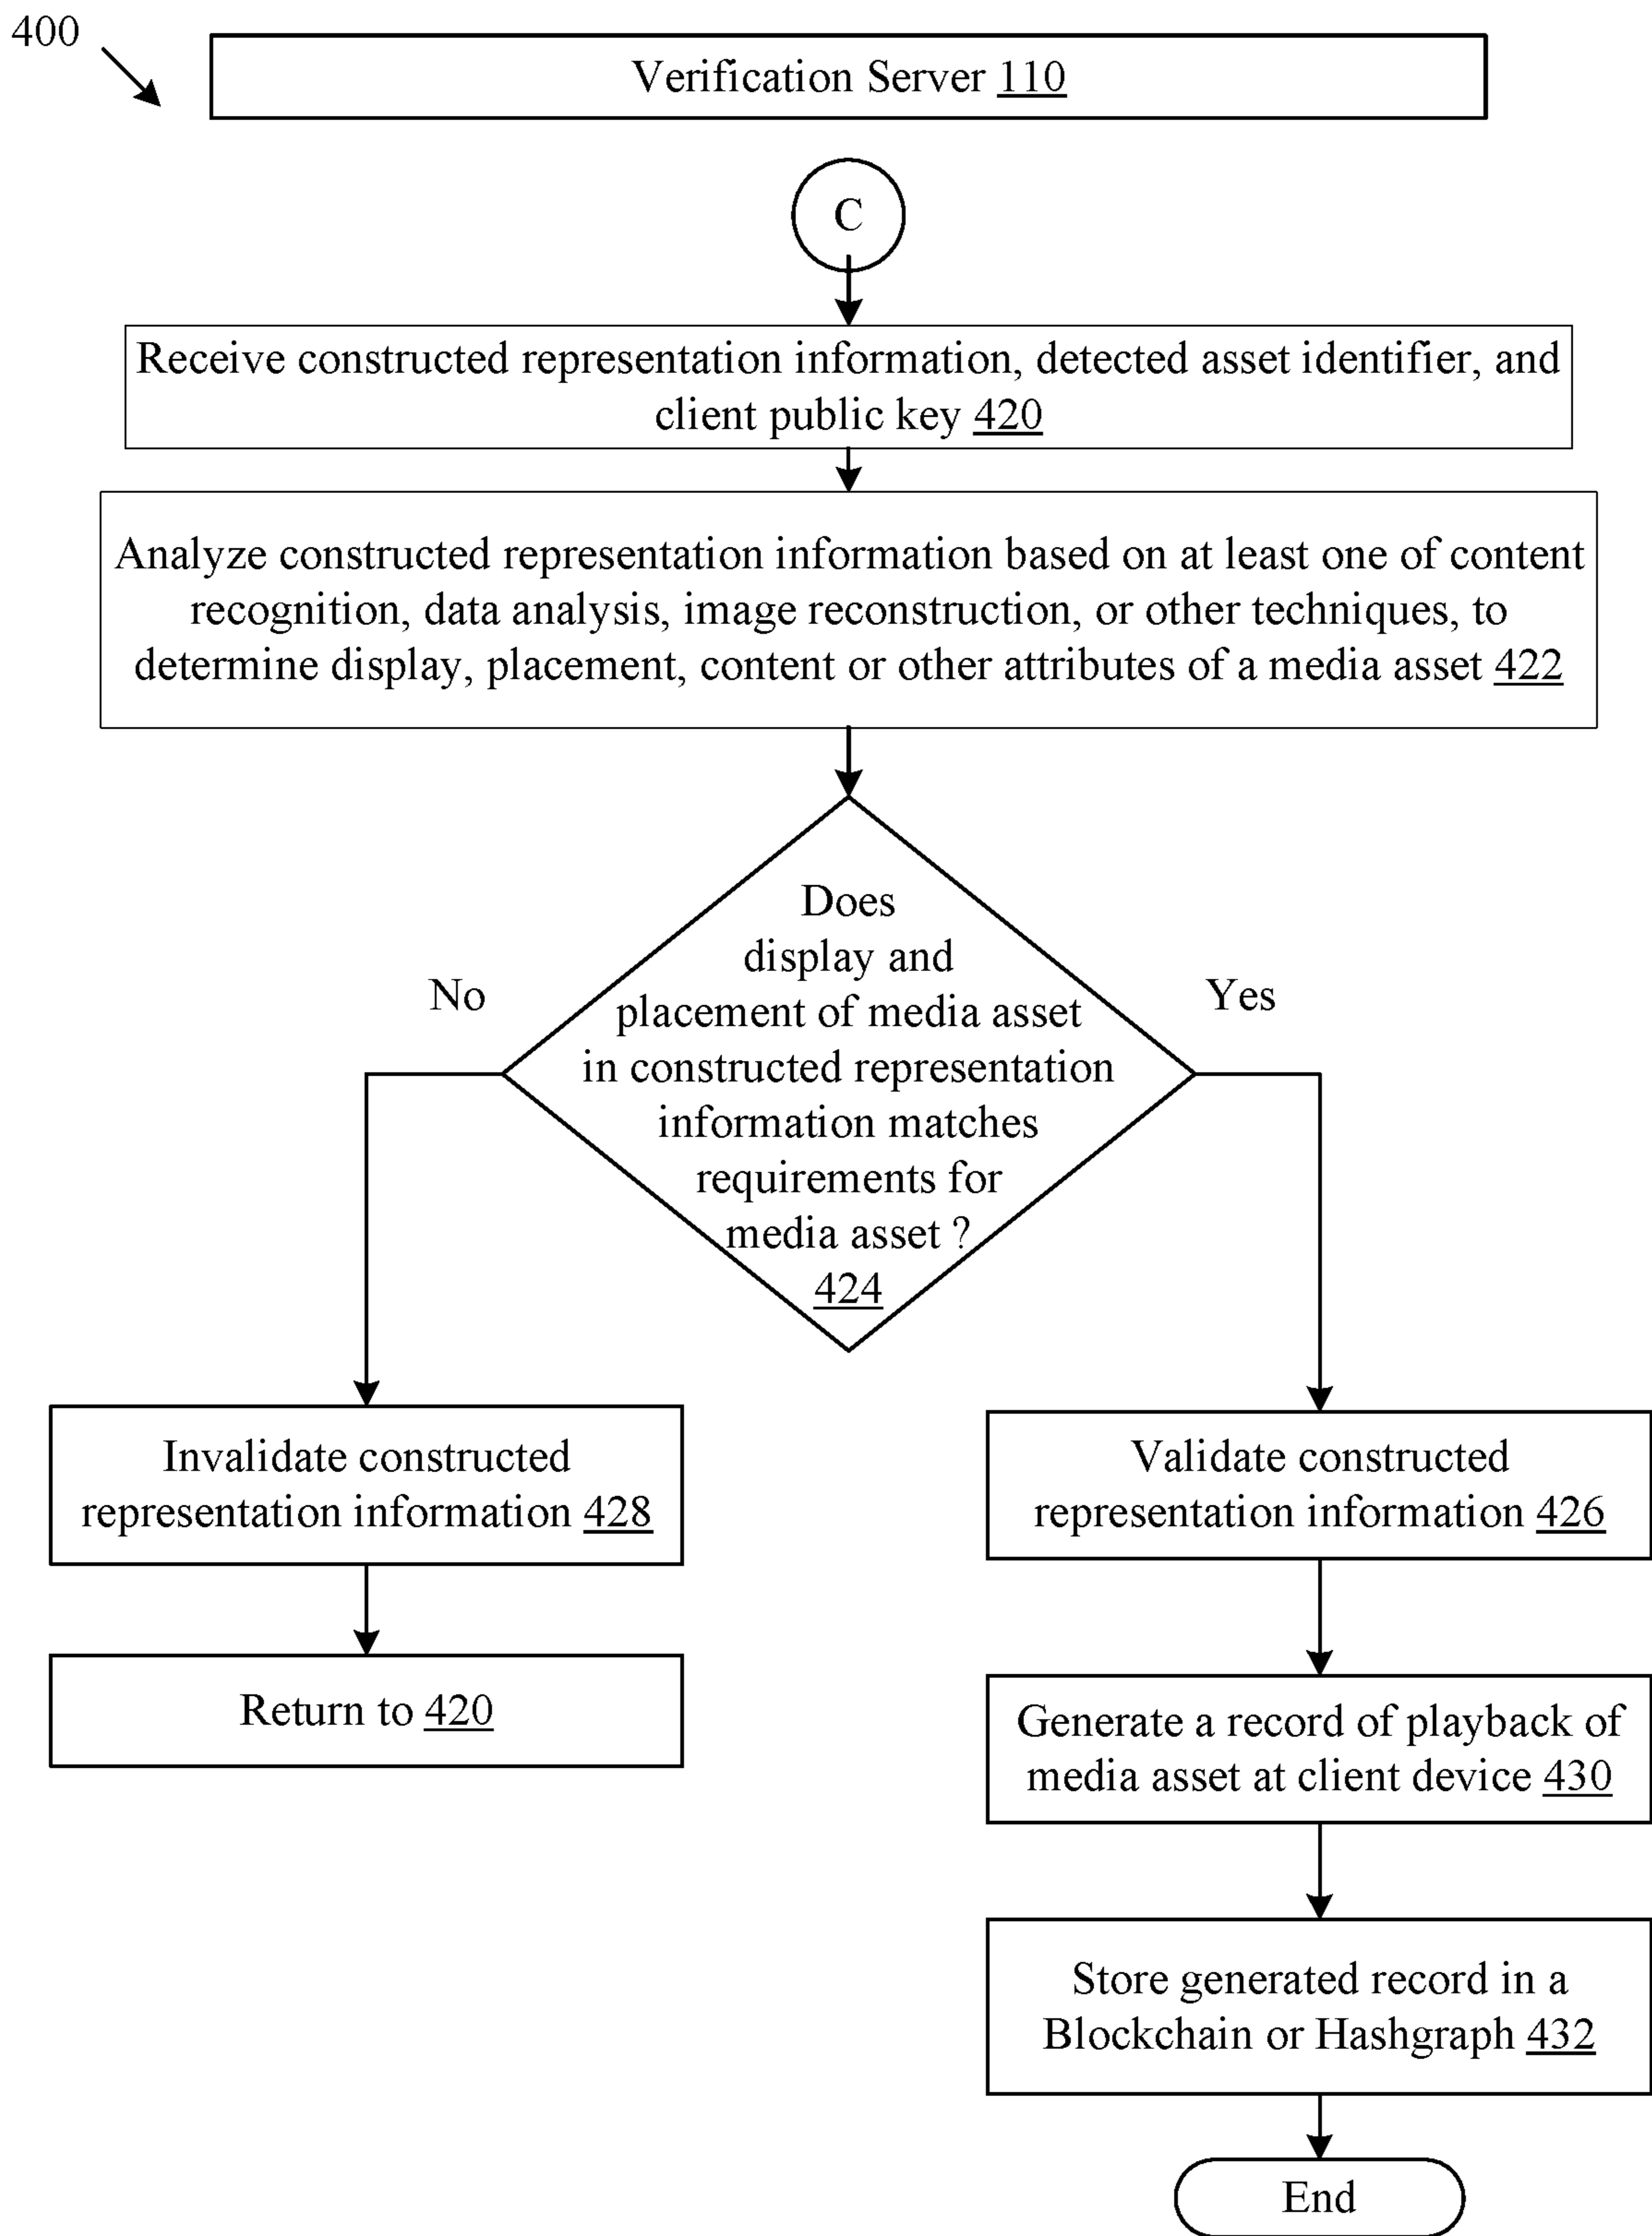 400
Verification Server 110
C
Receive constructed representation information, detected asset identifier, and
client public key 420
Analyze constructed representation information based on at least one of content
recognition, data analysis, image reconstruction, or other techniques, to
determine display, placement, content or other attributes of a media asset 422
Does
display and
placement of media asset
in constructed representation
information matches
requirements for
media asset ?
424
No
Yes
Invalidate constructed
representation information 428
Return to 420
Validate constructed
representation information 426
Generate a record of playback of
media asset at client device 430
Store generated record in a
Blockchain or Hashgraph 432
End